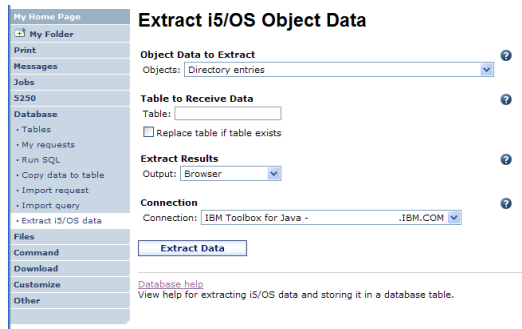 My Home Page
My Folder
Print
Messages
Jobs
5250
Database
• Tables
• My requests
• Run SQL
• Copy data to table
• Import request
• Import query
• Extract i5/OS data
Files
Command
Download
Customize
Other
Extract i5/OS Object Data
Object Data to Extract
Objects: Directory entries
Table to Receive Data
Table:
Replace table if table exists
Extract Results
Output: Browser
Connection
Connection: IBM Toolbox for Java - .IBM.COM
Extract Data
Database help
View help for extracting i5/OS data and storing it in a database table.